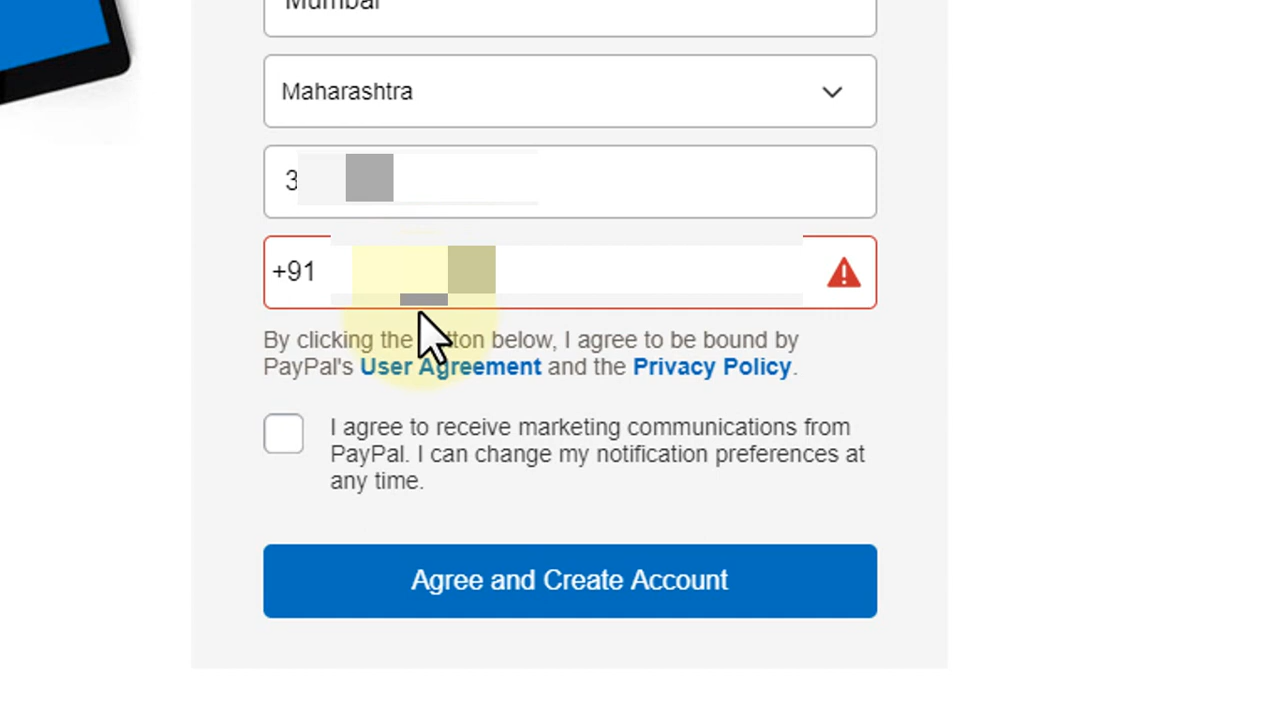 Mumbai
Maharashtra
3
+91
By clicking the button below, I agree to be bound by
PayPal's User Agreement and the Privacy Policy.
I agree to receive marketing communications from
PayPal. I can change my notification preferences at
any time.
Agree and Create Account